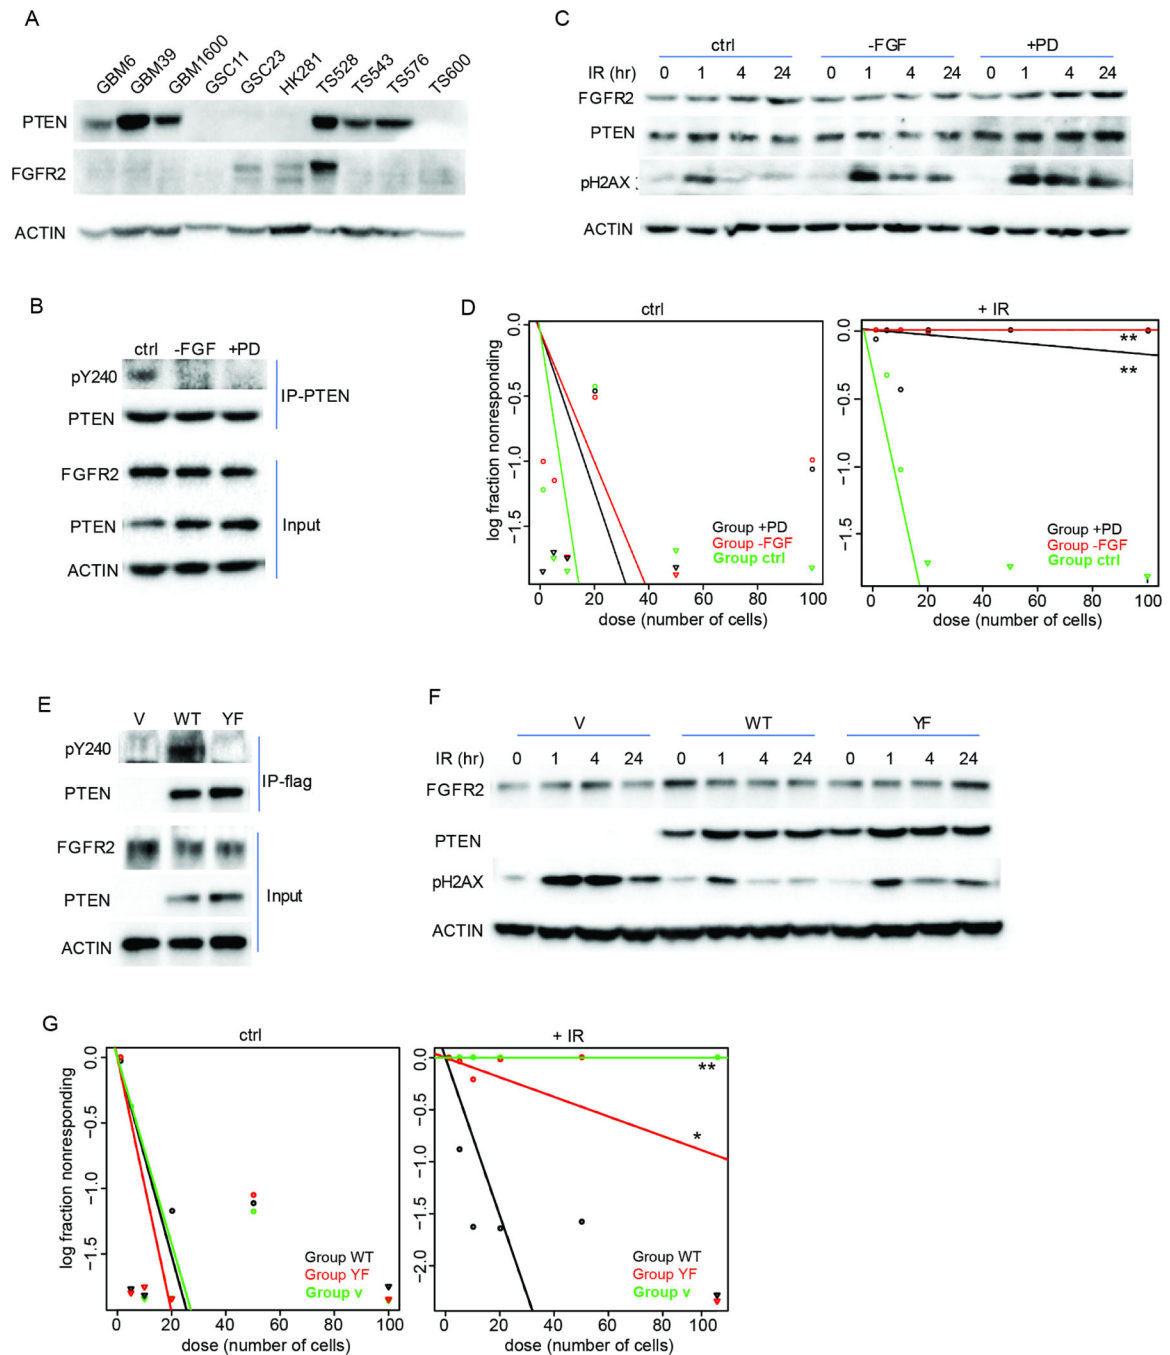 A
GBM6 GBM39 GBM1600 GSC11 GSC23 HK281 TS528 TS543 TS576 TS600
PTEN
FGFR2
ACTIN
C
ctrl -FGF +PD
IR (hr) 0 1 4 24 0 1 4 24 0 1 4 24
FGFR2
PTEN
pH2AX
ACTIN
B
ctrl -FGF +PD
pY240
PTEN
IP-PTEN
FGFR2
PTEN
ACTIN
Input
D
ctrl
log fraction nonresponding
0.0
−0.5
−1.0
−1.5
Group +PD
Group -FGF
Group ctrl
0 20 40 60 80 100
dose (number of cells)
+ IR
0.0
−0.5
−1.0
−1.5
**
**
Group +PD
Group -FGF
Group ctrl
0 20 40 60 80 100
dose (number of cells)
E
V WT YF
pY240
PTEN
IP-flag
FGFR2
PTEN
ACTIN
Input
F
V WT YF
IR (hr) 0 1 4 24 0 1 4 24 0 1 4 24
FGFR2
PTEN
pH2AX
ACTIN
G
ctrl
log fraction nonresponding
0.0
−0.5
−1.0
−1.5
Group WT
Group YF
Group v
0 20 40 60 80 100
dose (number of cells)
+ IR
0.0
−0.5
−1.0
−1.5
−2.0
**
*
Group WT
Group YF
Group v
0 20 40 60 80 100
dose (number of cells)